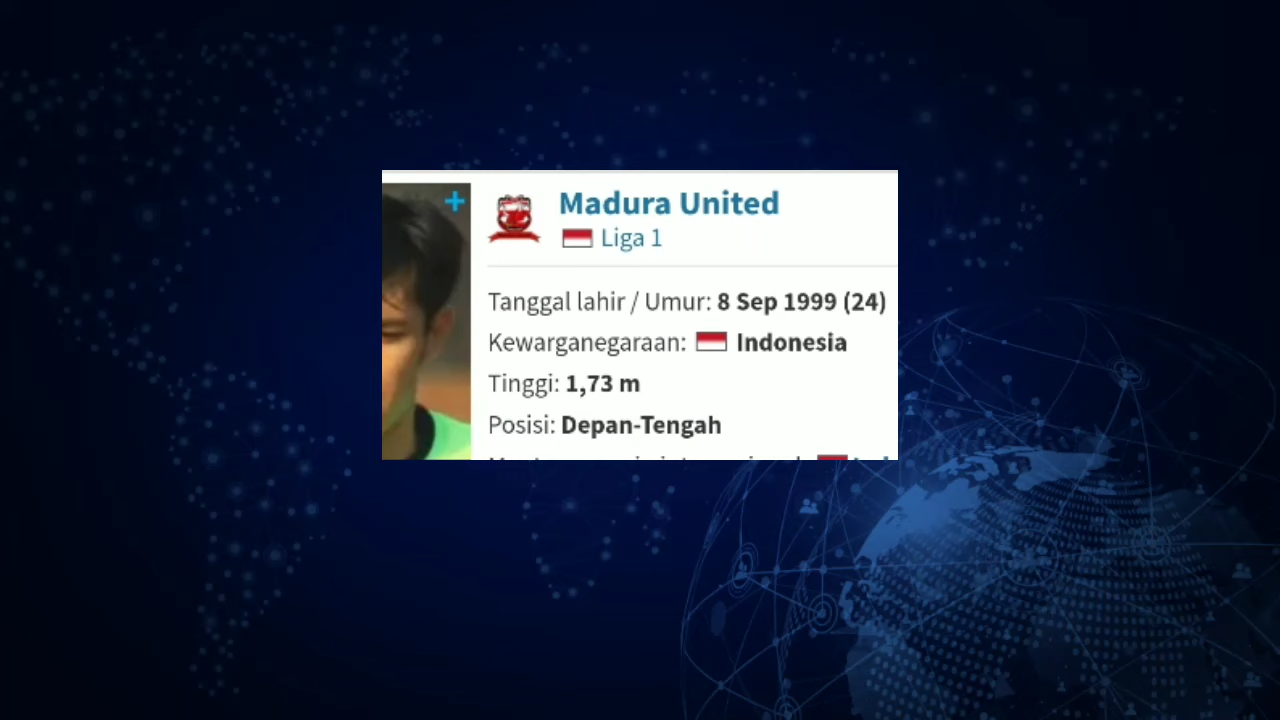 Madura United
Liga 1
Tanggal lahir / Umur: 8 Sep 1999 (24)
Kewarganegaraan: Indonesia
Tinggi: 1,73 m
Posisi: Depan-Tengah